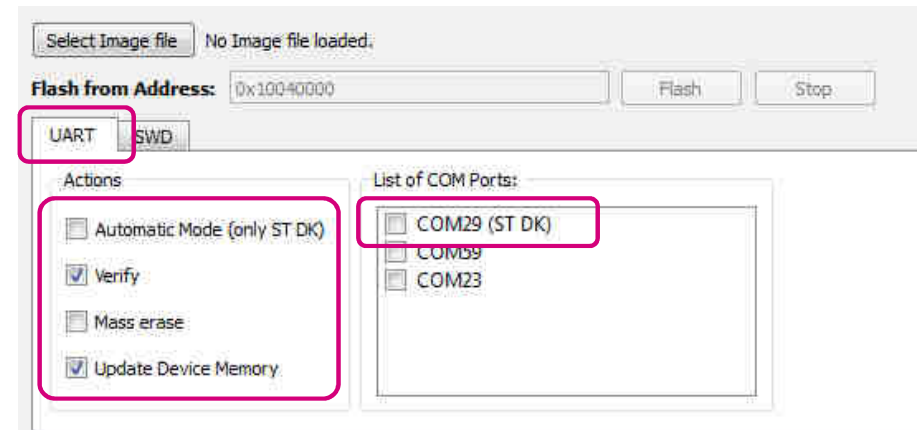 Select Image file No Image file loaded.
Flash from Address: 0x10040000 Flash Stop
UART SWD
Actions List of COM Ports:
Automatic Mode (only ST DK) COM29 (ST DK)
COM59
Verify COM23
Mass erase
Update Device Memory